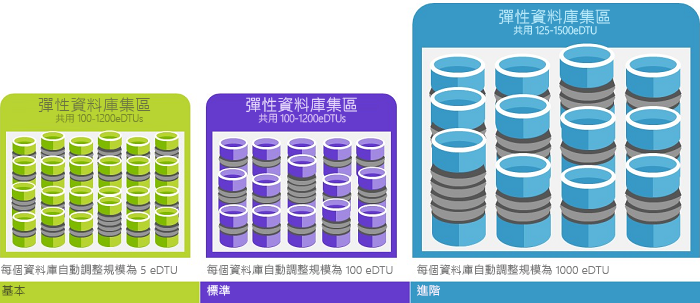 彈性資料庫集區
共用 100-1200eDTUs
每個資料庫自動調整規模為 5 eDTU
基本
彈性資料庫集區
共用 100-1200eDTUs
每個資料庫自動調整規模為 100 eDTU
標準
彈性資料庫集區
共用 125-1500eDTU
每個資料庫自動調整規模為 1000 eDTU
進階